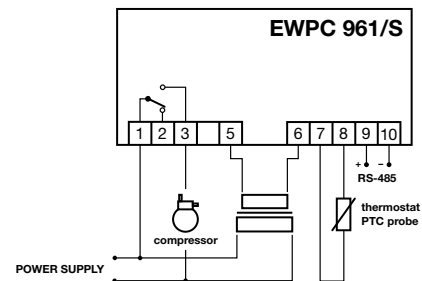 EWPC 961/S
1 2 3 5 6 7 8 9 10
+ -
RS-485
thermostat
PTC probe
compressor
POWER SUPPLY